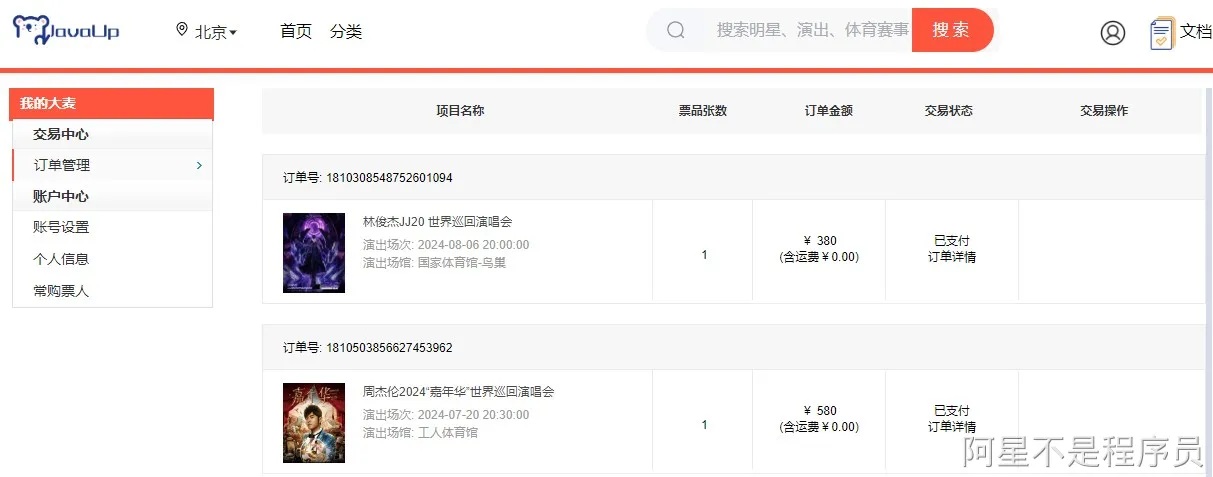 JavaUp
北京
首页 分类
搜索明星、演出、体育赛事
搜索
文档
我的大麦
交易中心
订单管理
账户中心
账号设置
个人信息
常购票人
项目名称 票品张数 订单金额 交易状态 交易操作
订单号: 1810308548752601094
林俊杰JJ20 世界巡回演唱会
演出场次: 2024-08-06 20:00:00
演出场馆: 国家体育馆-鸟巢
1
¥ 380
(含运费¥0.00)
已支付
订单详情
订单号: 1810503856627453962
嘉年华
周杰伦2024“嘉年华”世界巡回演唱会
演出场次: 2024-07-20 20:30:00
演出场馆: 工人体育馆
1
¥ 580
(含运费¥0.00)
已支付
订单详情
阿星不是程序员